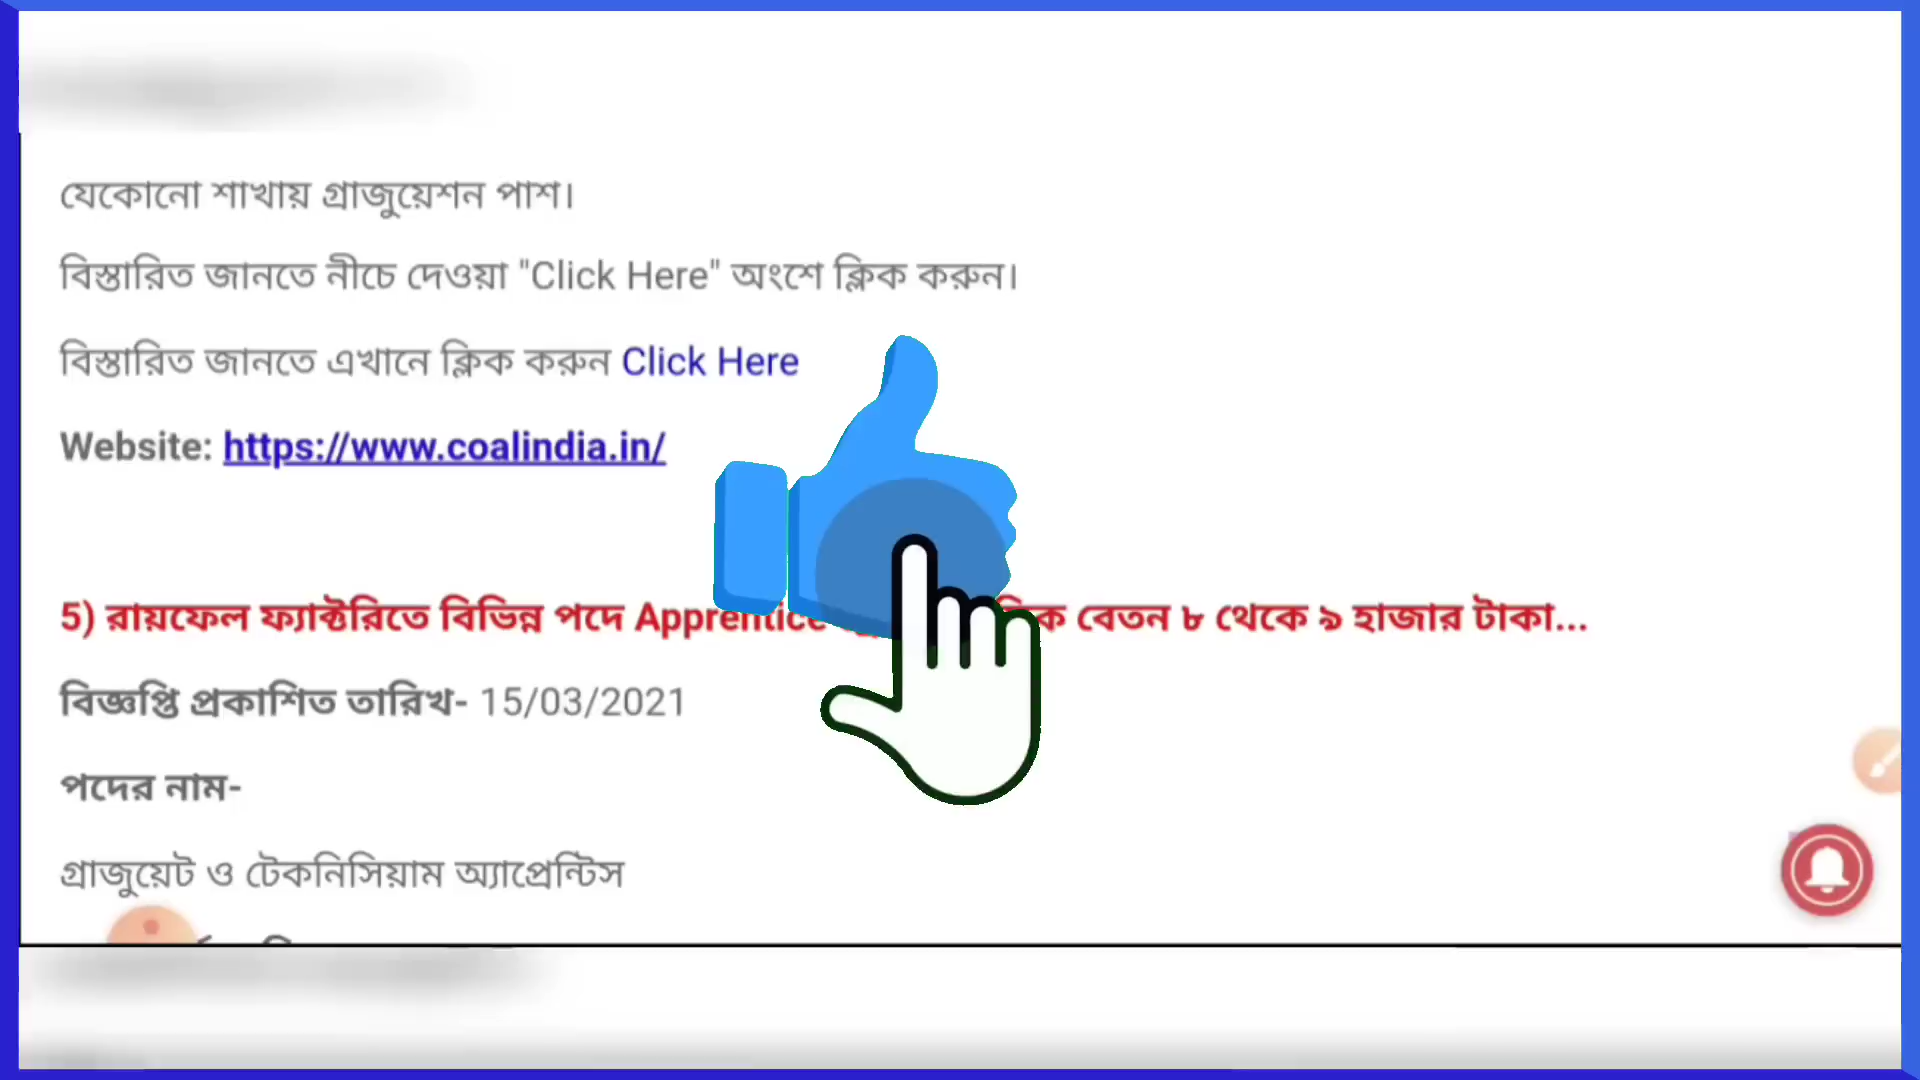 যেকোনো শাখায় গ্রাজুয়েশন পাশ।
বিস্তারিত জানতে নীচে দেওয়া "Click Here" অংশে ক্লিক করুন।
বিস্তারিত জানতে এখানে ক্লিক করুন Click Here
Website: https://www.coalindia.in/
5) রায়ফেল ফ্যাক্টরিতে বিভিন্ন পদে Apprentice বেতন ৮ থেকে ৯ হাজার টাকা...
বিজ্ঞপ্তি প্রকাশিত তারিখ- 15/03/2021
পদের নাম-
গ্রাজুয়েট ও টেকনিসিয়াম অ্যাপ্রেন্টিস